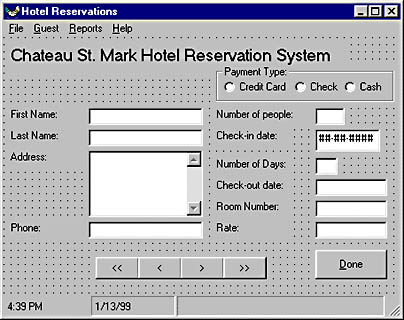 Hotel Reservations
File Guest Reports Help
Chateau St. Mark Hotel Reservation System
Payment Type:
Credit Card Check Cash
First Name:
Number of people:
Last Name:
Check-in date:
##-##-####
Address:
Number of Days:
Check-out date:
Room Number:
Phone:
Rate:
<< < > >>
Done
4:39 PM 1/13/99